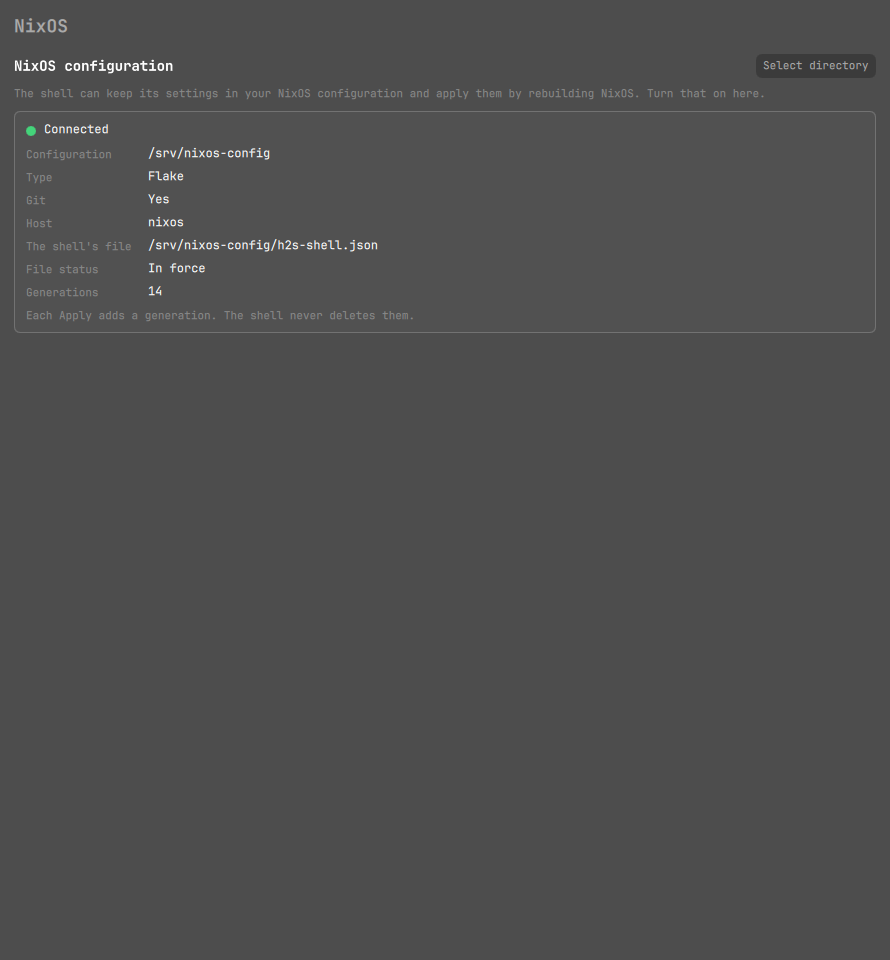 NixOS
NixOS configuration
Select directory
The shell can keep its settings in your NixOS configuration and apply them by rebuilding NixOS. Turn that on here.
Connected
Configuration /srv/nixos-config
Type Flake
Git Yes
Host nixos
The shell's file /srv/nixos-config/h2s-shell.json
File status In force
Generations 14
Each Apply adds a generation. The shell never deletes them.